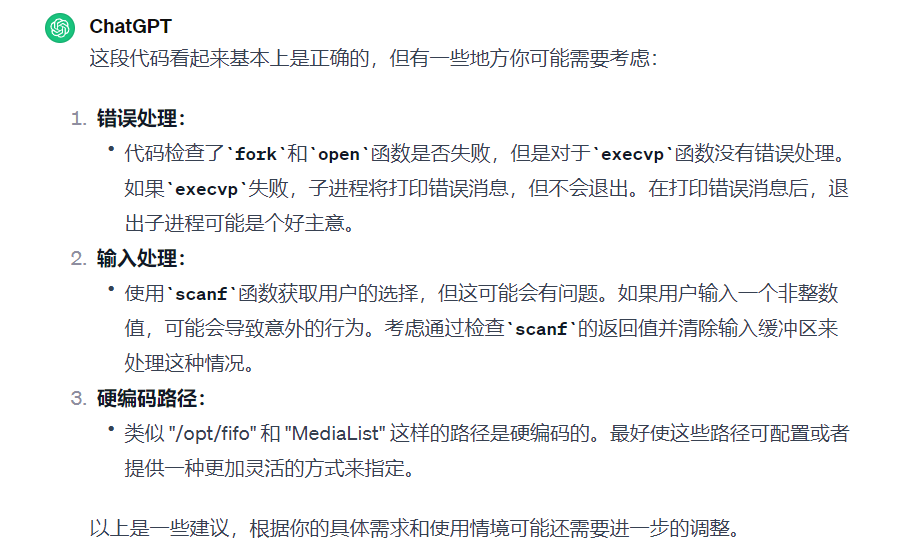 ChatGPT
这段代码看起来基本上是正确的，但有一些地方你可能需要考虑：
1. 错误处理：
• 代码检查了`fork`和`open`函数是否失败，但是对于`execvp`函数没有错误处理。
如果`execvp`失败，子进程将打印错误消息，但不会退出。在打印错误消息后，退
出子进程可能是个好主意。
2. 输入处理：
• 使用`scanf`函数获取用户的选择，但这可能会有问题。如果用户输入一个非整数
值，可能会导致意外的行为。考虑通过检查`scanf`的返回值并清除输入缓冲区来
处理这种情况。
3. 硬编码路径：
• 类似 "/opt/fifo" 和 "MediaList" 这样的路径是硬编码的。最好使这些路径可配置或者
提供一种更加灵活的方式来指定。
以上是一些建议，根据你的具体需求和使用情境可能还需要进一步的调整。